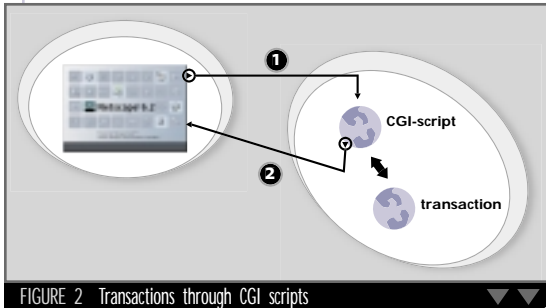 1
Netscape 6.2
CGI-script
2
transaction
FIGURE 2 Transactions through CGI scripts